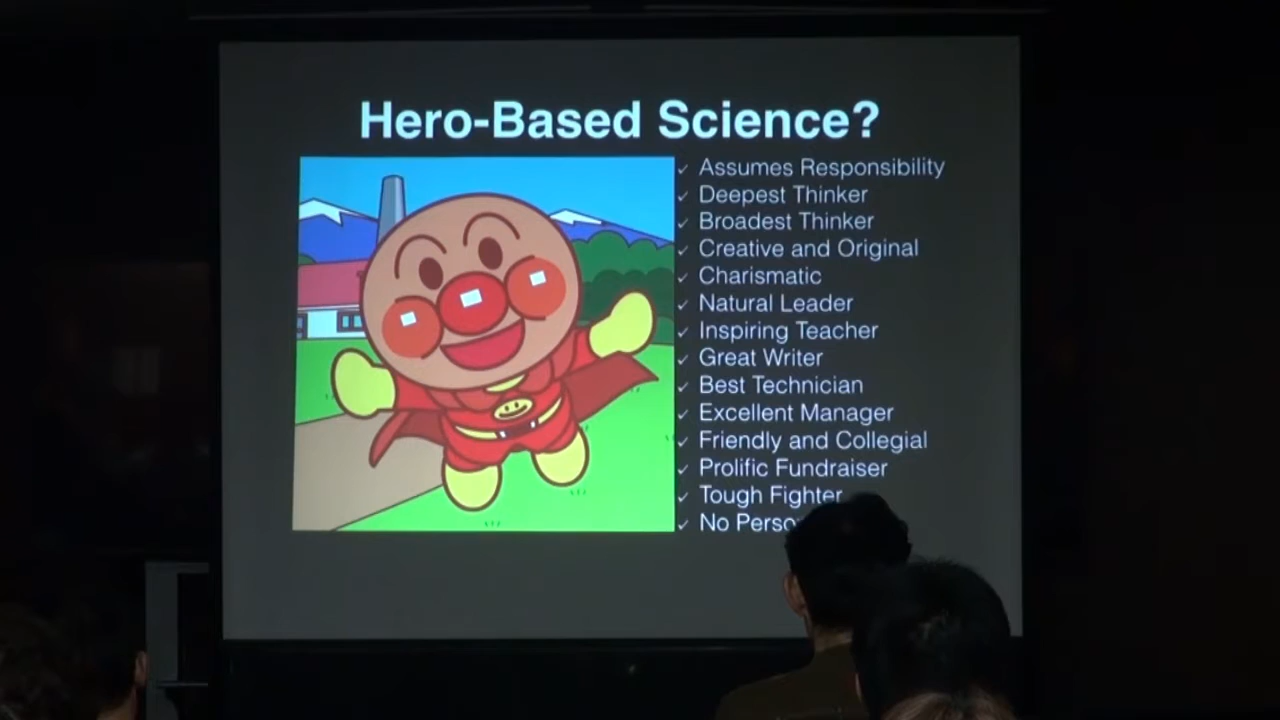 Hero-Based Science?
Assumes Responsibility
Deepest Thinker
Broadest Thinker
Creative and Original
Charismatic
Natural Leader
Inspiring Teacher
Great Writer
Best Technician
Excellent Manager
Friendly and Collegial
Prolific Fundraiser
Tough Fighter
No